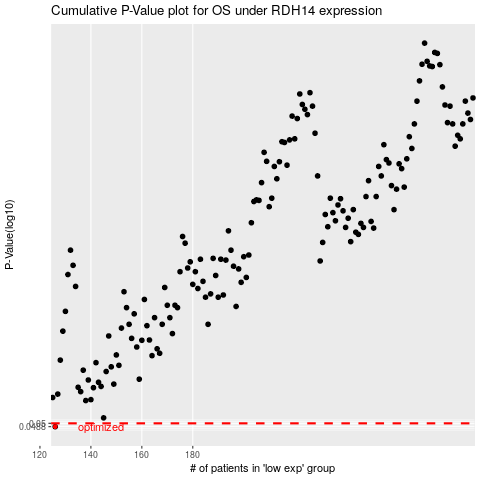 Cumulative P-Value plot for OS under RDH14 expression
P-Value(log10)
0.05
optimized
120 140 160 180
# of patients in 'low exp' group